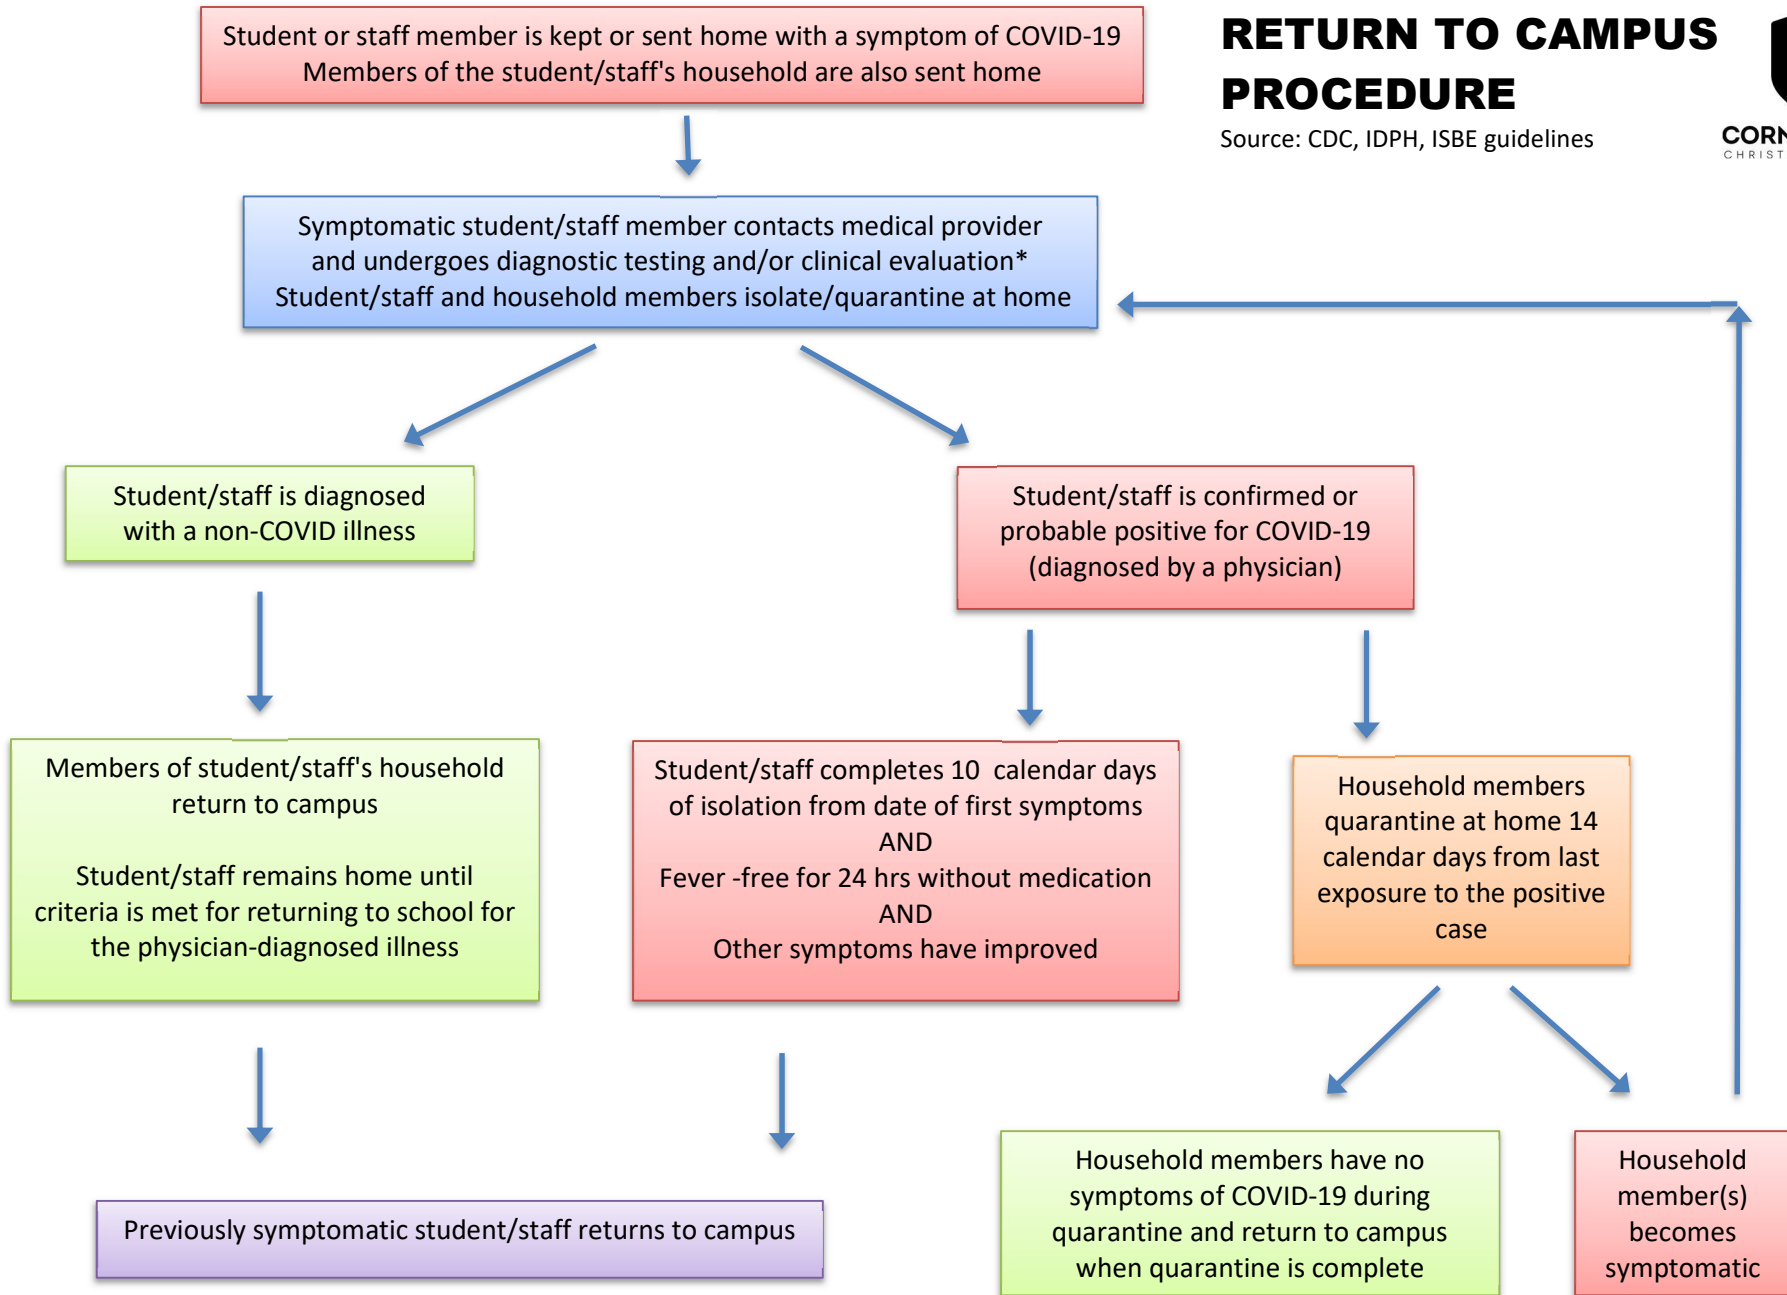 Student or staff member is kept or sent home with a symptom of COVID-19
Members of the student/staff's household are also sent home
RETURN TO CAMPUS
PROCEDURE
Source: CDC, IDPH, ISBE guidelines
Symptomatic student/staff member contacts medical provider
and undergoes diagnostic testing and/or clinical evaluation*
Student/staff and household members isolate/quarantine at home
Student/staff is diagnosed
with a non-COVID illness
Student/staff is confirmed or
probable positive for COVID-19
(diagnosed by a physician)
Members of student/staff's household
return to campus
Student/staff remains home until
criteria is met for returning to school for
the physician-diagnosed illness
Student/staff completes 10 calendar days
of isolation from date of first symptoms
AND
Fever -free for 24 hrs without medication
AND
Other symptoms have improved
Household members
quarantine at home 14
calendar days from last
exposure to the positive
case
Previously symptomatic student/staff returns to campus
Household members have no
symptoms of COVID-19 during
quarantine and return to campus
when quarantine is complete
Household
member(s)
becomes
symptomatic